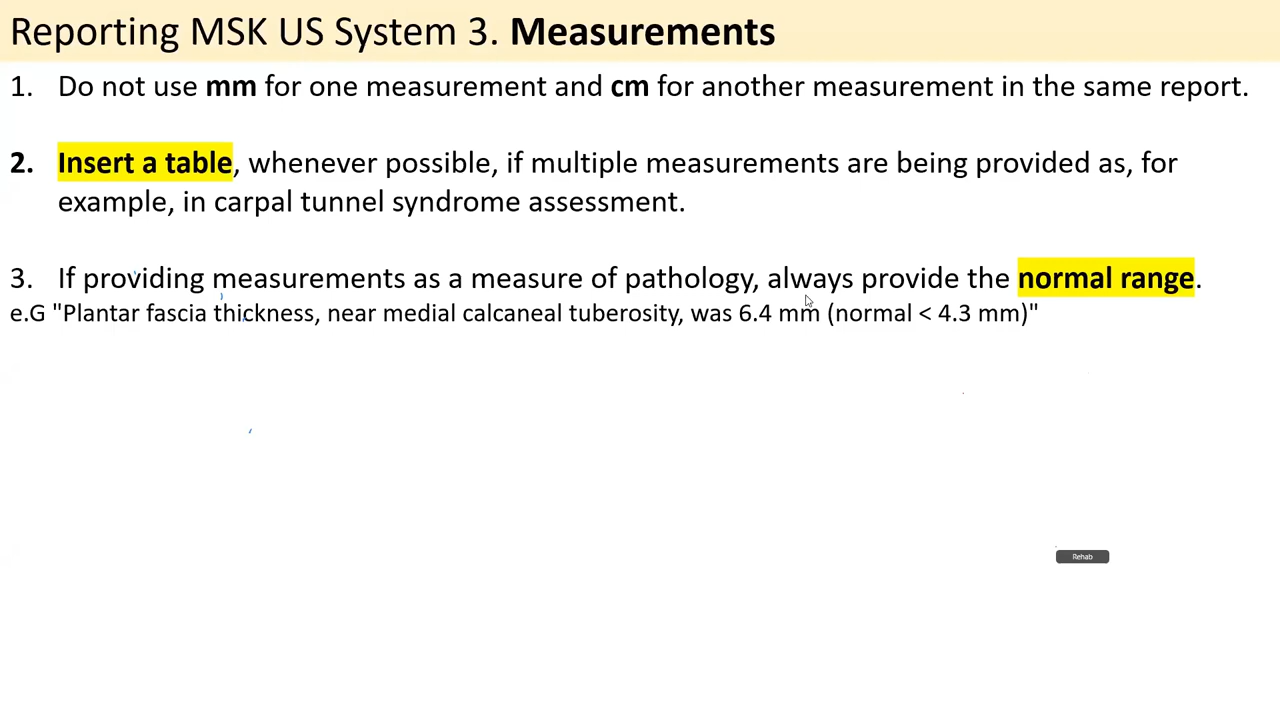 Reporting MSK US System 3. Measurements
1. Do not use mm for one measurement and cm for another measurement in the same report.
2. Insert a table, whenever possible, if multiple measurements are being provided as, for
example, in carpal tunnel syndrome assessment.
3. If providing measurements as a measure of pathology, always provide the normal range.
e.G "Plantar fascia thickness, near medial calcaneal tuberosity, was 6.4 mm (normal < 4.3 mm)"
Rehab